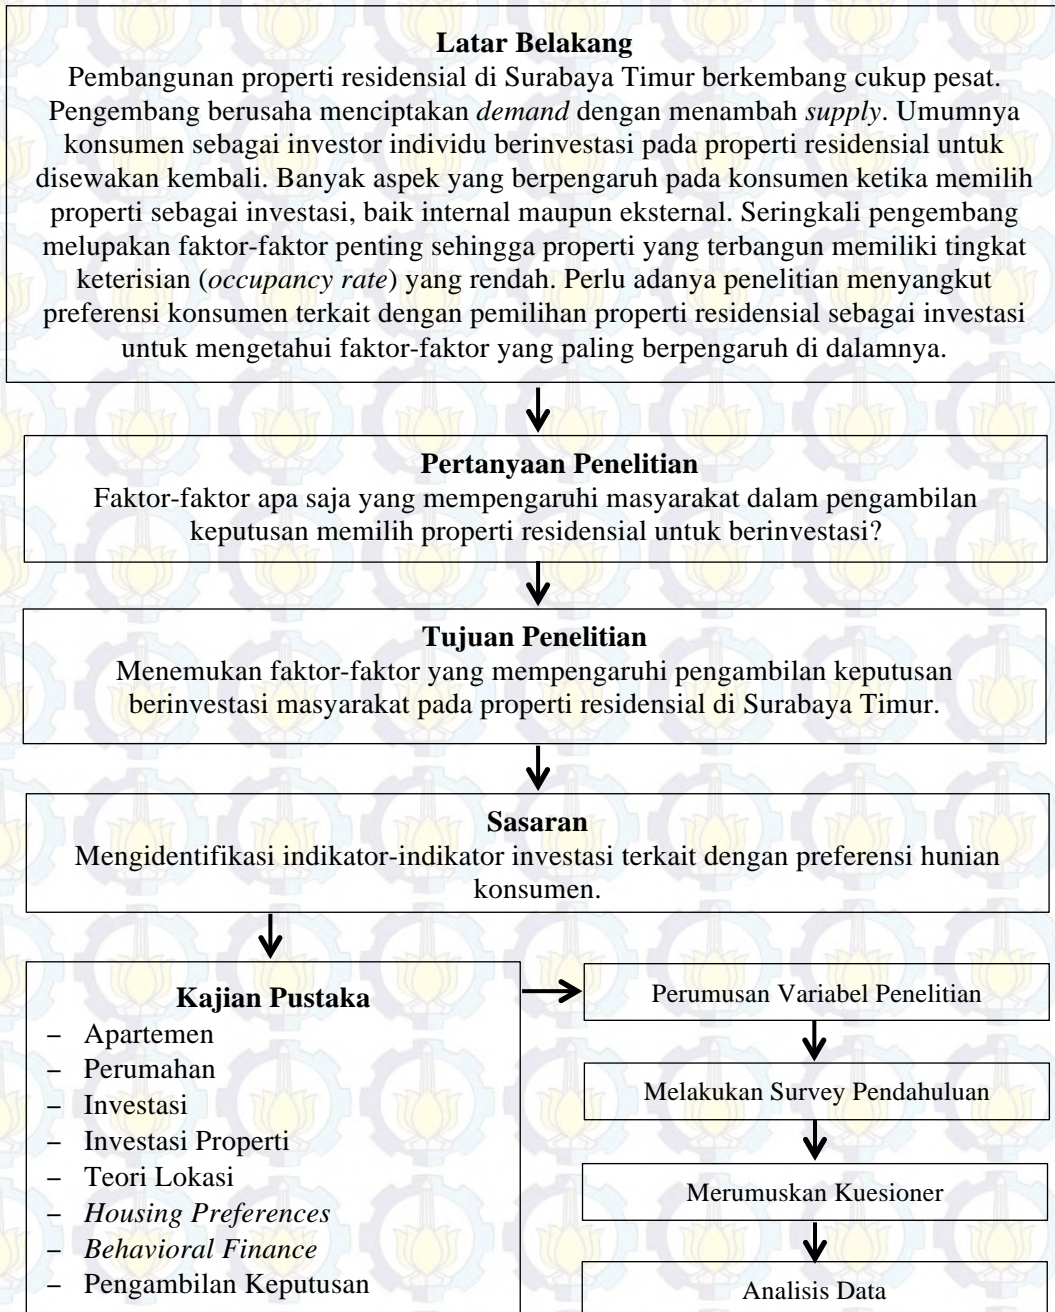 Latar Belakang
Pembangunan properti residensial di Surabaya Timur berkembang cukup pesat.
Pengembang berusaha menciptakan demand dengan menambah supply. Umumnya
konsumen sebagai investor individu berinvestasi pada properti residensial untuk
disewakan kembali. Banyak aspek yang berpengaruh pada konsumen ketika memilih
properti sebagai investasi, baik internal maupun eksternal. Seringkali pengembang
melupakan faktor-faktor penting sehingga properti yang terbangun memiliki tingkat
keterisian (occupancy rate) yang rendah. Perlu adanya penelitian menyangkut
preferensi konsumen terkait dengan pemilihan properti residensial sebagai investasi
untuk mengetahui faktor-faktor yang paling berpengaruh di dalamnya.
Pertanyaan Penelitian
Faktor-faktor apa saja yang mempengaruhi masyarakat dalam pengambilan
keputusan memilih properti residensial untuk berinvestasi?
Tujuan Penelitian
Menemukan faktor-faktor yang mempengaruhi pengambilan keputusan
berinvestasi masyarakat pada properti residensial di Surabaya Timur.
Sasaran
Mengidentifikasi indikator-indikator investasi terkait dengan preferensi hunian
konsumen.
Kajian Pustaka
– Apartemen
– Perumahan
– Investasi
– Investasi Properti
– Teori Lokasi
– Housing Preferences
– Behavioral Finance
– Pengambilan Keputusan
Perumusan Variabel Penelitian
Melakukan Survey Pendahuluan
Merumuskan Kuesioner
Analisis Data